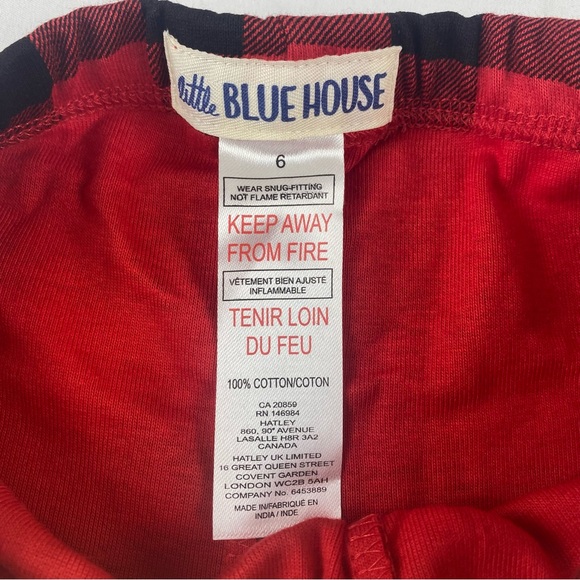 little BLUE HOUSE
6
WEAR SNUG-FITTING
NOT FLAME RETARDANT
KEEP AWAY
FROM FIRE
VÊTEMENT BIEN AJUSTÉ
INFLAMMABLE
TENIR LOIN
DU FEU
100% COTTON/COTON
CA 20859
RN 146984
HATLEY
860, 90ᵉ AVENUE
LASALLE H8R 3A2
CANADA
HATLEY UK LIMITED
16 GREAT QUEEN STREET
COVENT GARDEN
LONDON WC2B 5AH
COMPANY No. 6453889
MADE IN/FABRIQUÉ EN
INDIA / INDE